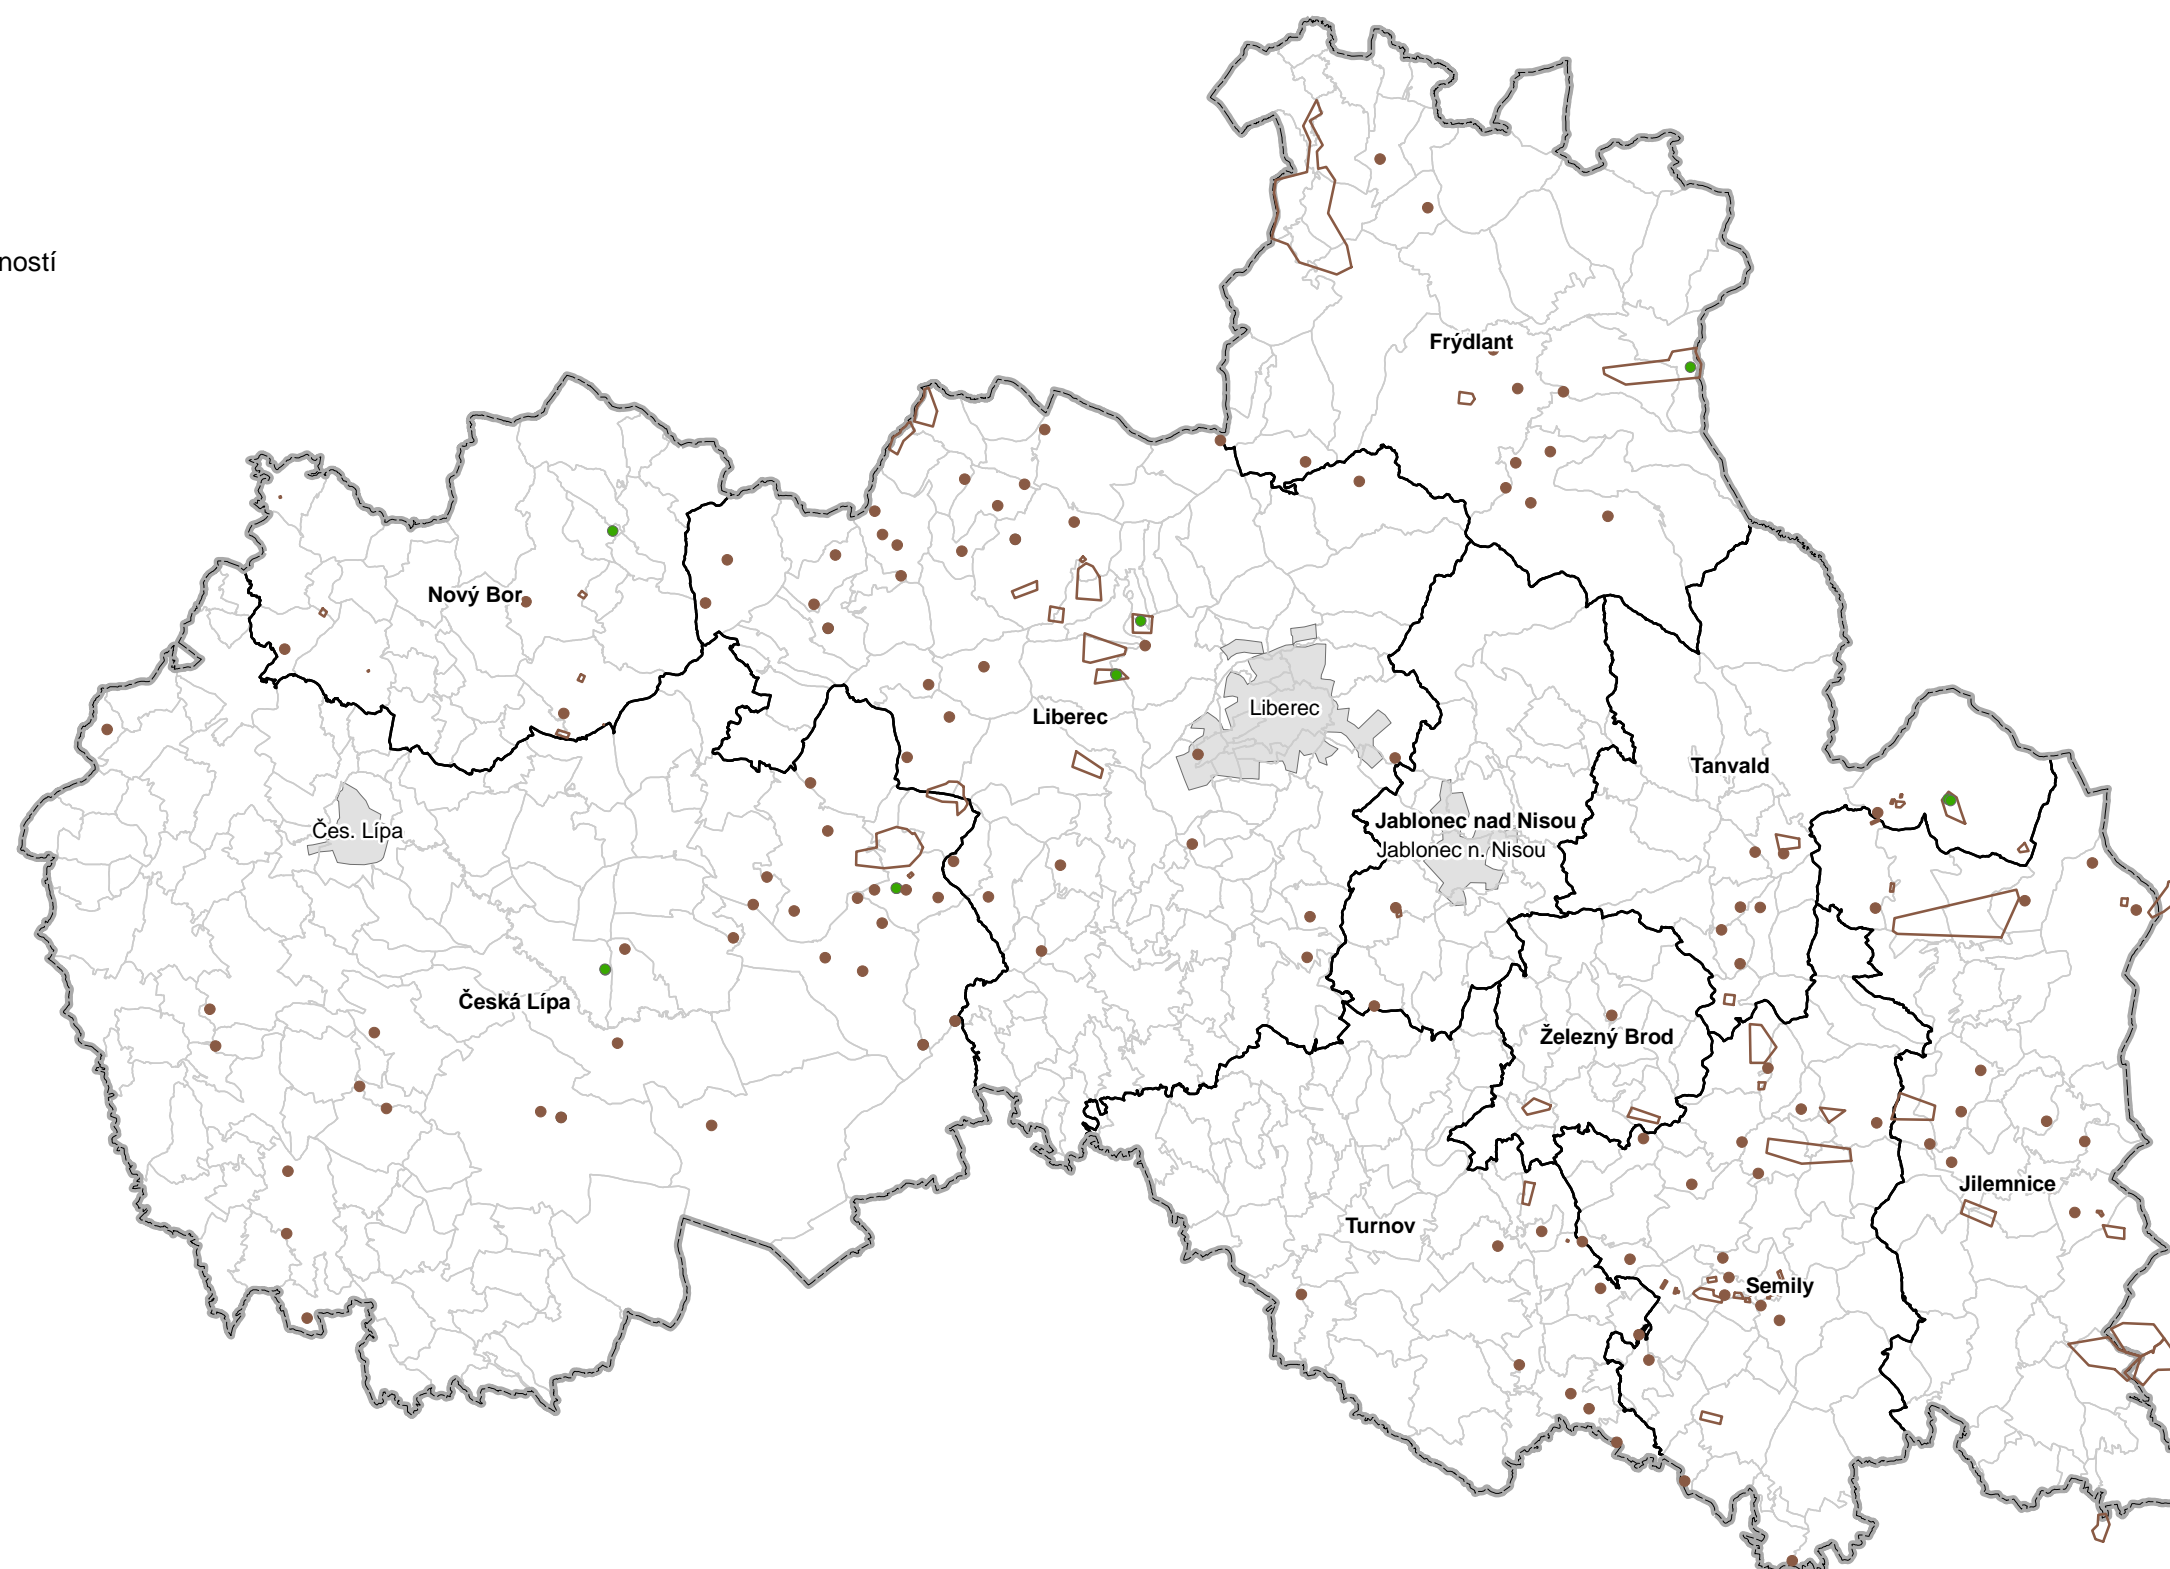 ností
Frýdlant
Nový Bor
Liberec
Liberec
Tanvald
Jablonec nad Nisou
Jablonec n. Nisou
Čes. Lípa
Česká Lípa
Železný Brod
Jilemnice
Turnov
Semily